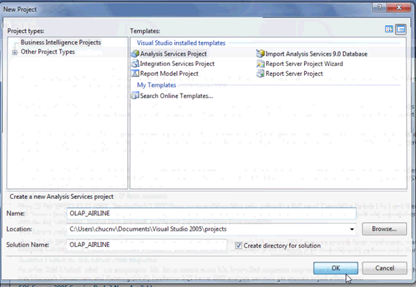 New Project
Project types:
Templates:
Business Intelligence Projects
Other Project Types
Visual Studio installed templates
Analysis Services Project
Import Analysis Services 9.0 Database
Integration Services Project
Report Server Project Wizard
Report Model Project
Report Server Project
My Templates
Search Online Templates...
Create a new Analysis Services project
Name:
OLAP_AIRLINE
Location:
C:\Users\chucnv\Documents\Visual Studio 2005\projects
Browse...
Solution Name:
OLAP_AIRLINE
Create directory for solution
OK
Cancel